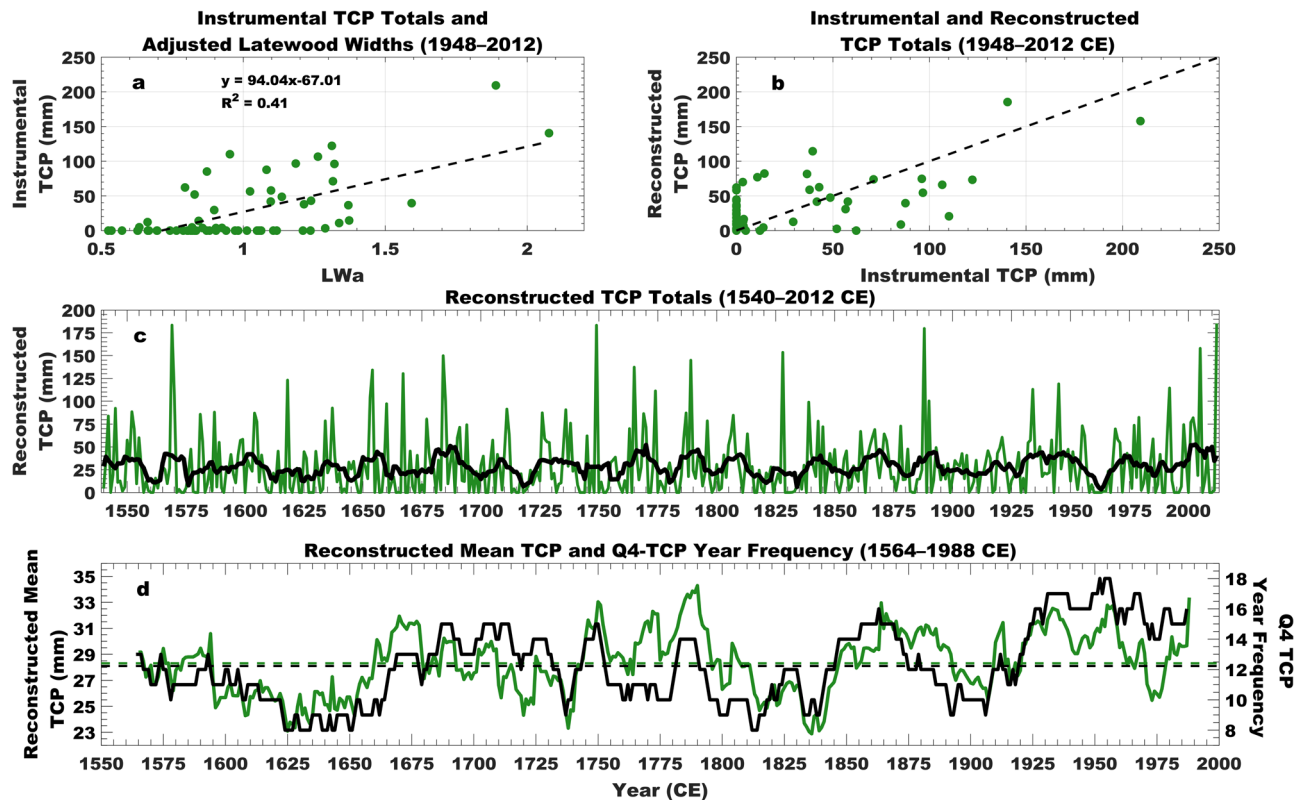 Instrumental TCP Totals and
Adjusted Latewood Widths (1948–2012)
a
y = 94.04x-67.01
R2 = 0.41
Instrumental
TCP (mm)
250
200
150
100
50
0
0.5 1 1.5 2
LWa
Instrumental and Reconstructed
TCP Totals (1948–2012 CE)
b
Reconstructed
TCP (mm)
250
200
150
100
50
0
0 50 100 150 200 250
Instrumental TCP (mm)
Reconstructed TCP Totals (1540–2012 CE)
c
Reconstructed
TCP (mm)
200
175
150
125
100
75
50
25
0
1550 1575 1600 1625 1650 1675 1700 1725 1750 1775 1800 1825 1850 1875 1900 1925 1950 1975 2000
Reconstructed Mean TCP and Q4-TCP Year Frequency (1564–1988 CE)
d
Reconstructed Mean
TCP (mm)
35
33
31
29
27
25
23
18
16
14
12
10
8
Q4 TCP
Year Frequency
1550 1575 1600 1625 1650 1675 1700 1725 1750 1775 1800 1825 1850 1875 1900 1925 1950 1975 2000
Year (CE)